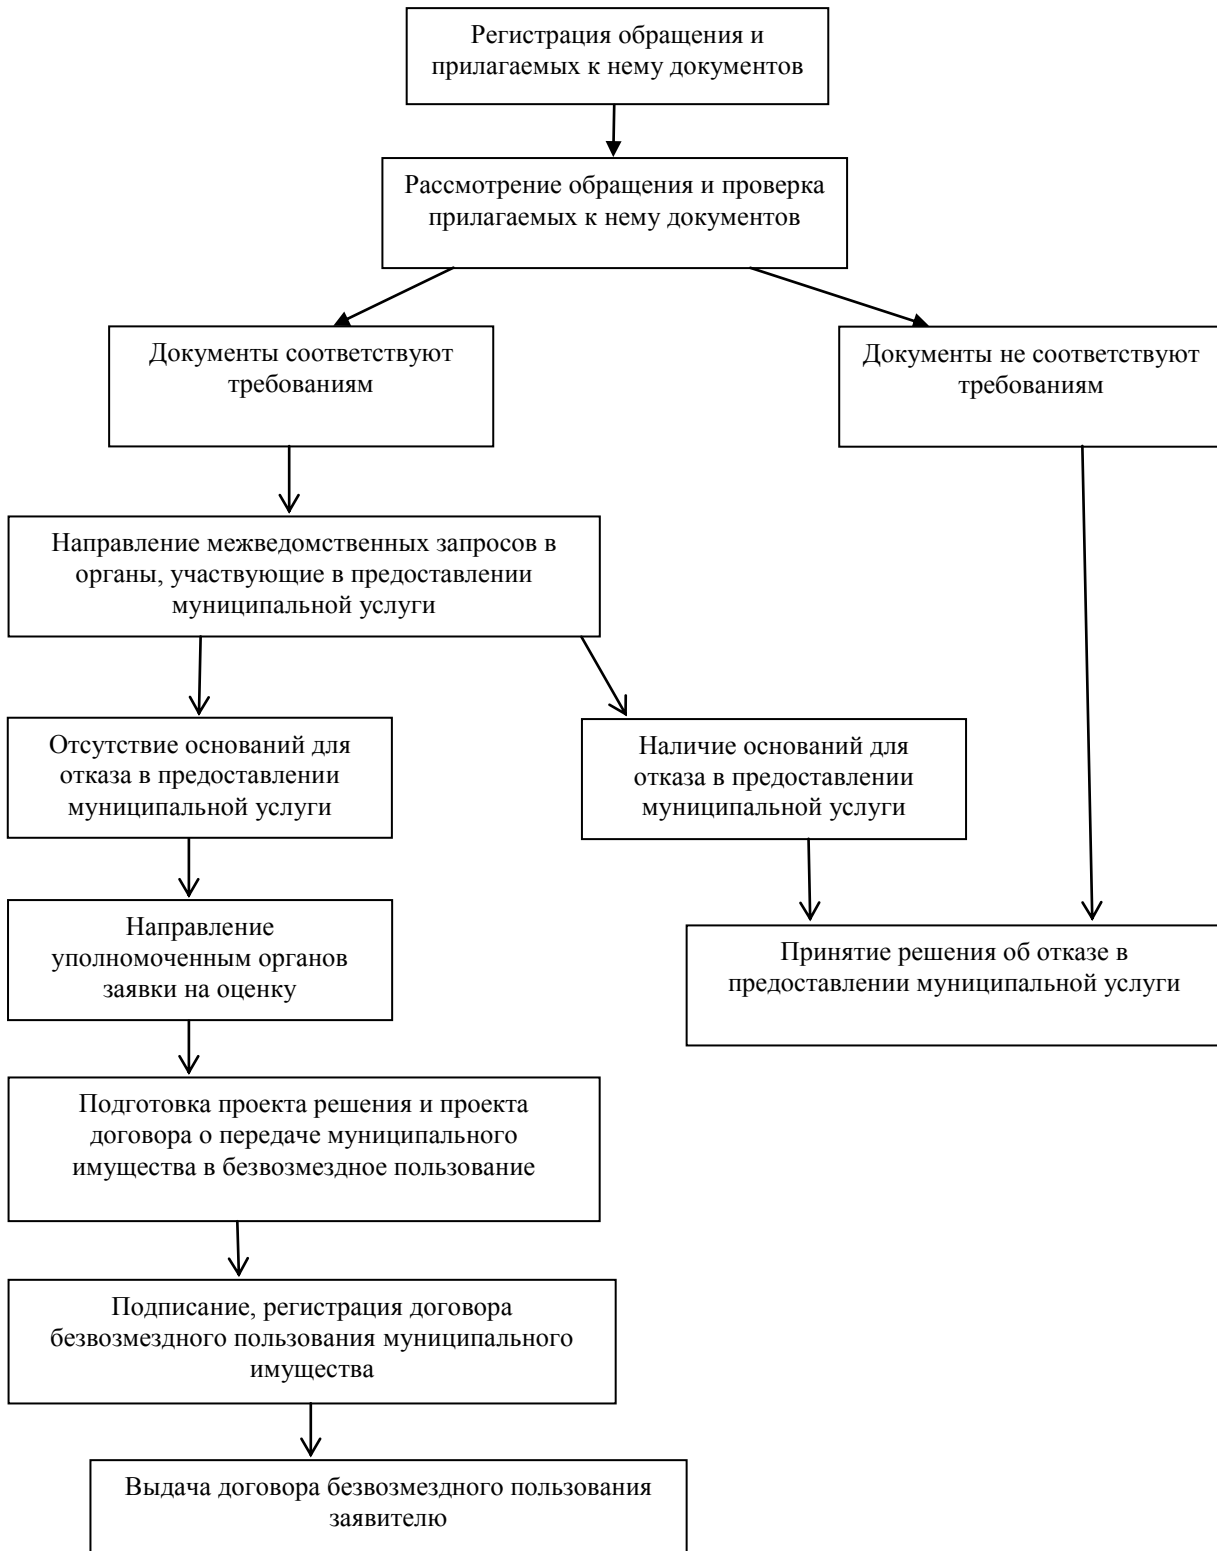 Регистрация обращения и
прилагаемых к нему документов
Рассмотрение обращения и проверка
прилагаемых к нему документов
Документы соответствуют
требованиям
Документы не соответствуют
требованиям
Направление межведомственных запросов в
органы, участвующие в предоставлении
муниципальной услуги
Отсутствие оснований для
отказа в предоставлении
муниципальной услуги
Наличие оснований для
отказа в предоставлении
муниципальной услуги
Направление
уполномоченным органов
заявки на оценку
Принятие решения об отказе в
предоставлении муниципальной услуги
Подготовка проекта решения и проекта
договора о передаче муниципального
имущества в безвозмездное пользование
Подписание, регистрация договора
безвозмездного пользования муниципального
имущества
Выдача договора безвозмездного пользования
заявителю